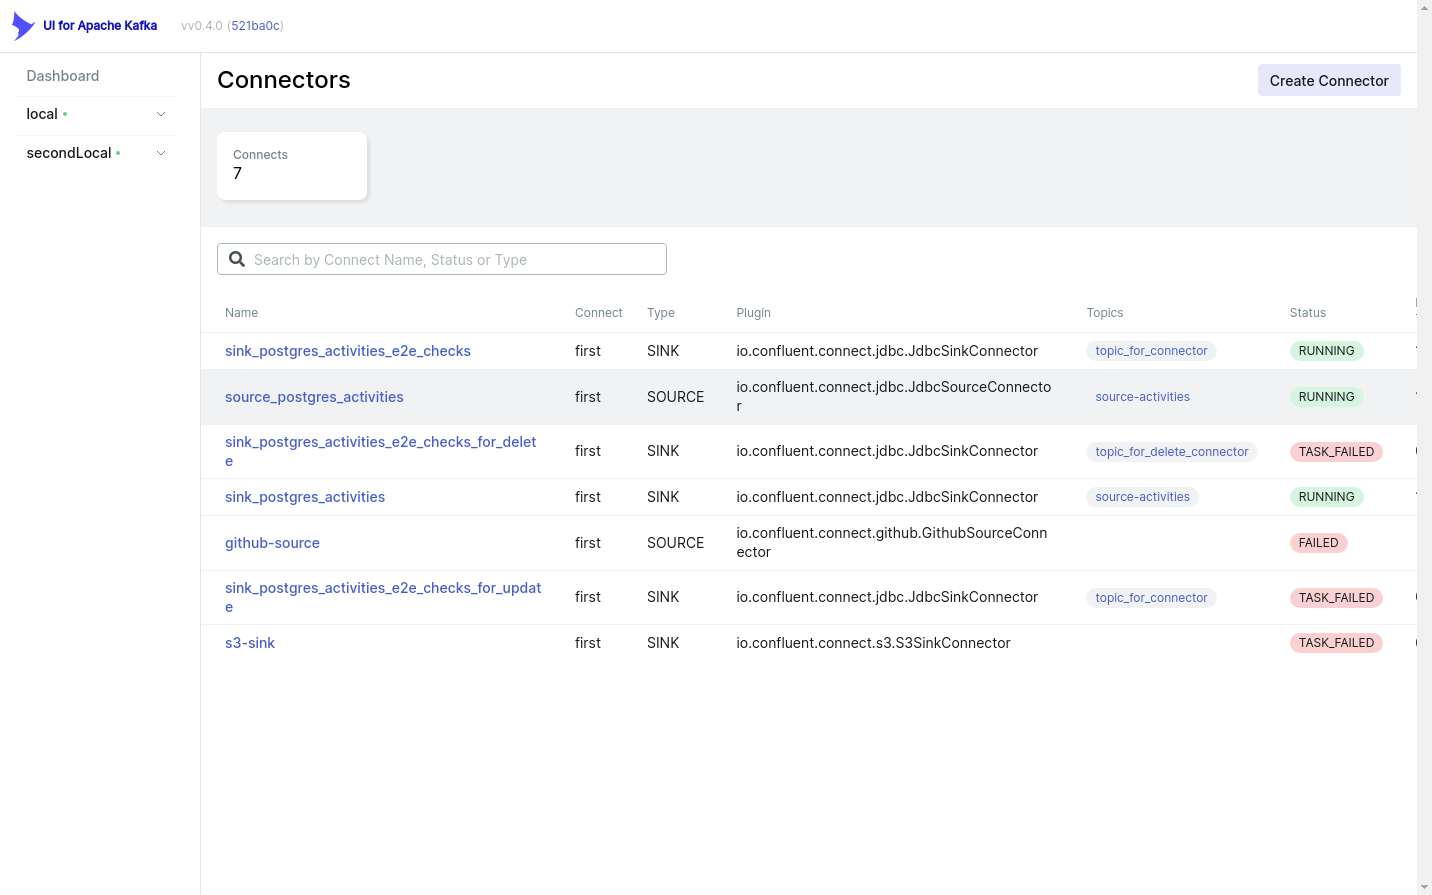 UI for Apache Kafka vv0.4.0 (521ba0c)
Dashboard
local
secondLocal
Connectors
Create Connector
Connects
7
Search by Connect Name, Status or Type
Name Connect Type Plugin Topics Status
sink_postgres_activities_e2e_checks first SINK io.confluent.connect.jdbc.JdbcSinkConnector topic_for_connector RUNNING
source_postgres_activities first SOURCE io.confluent.connect.jdbc.JdbcSourceConnecto
r source-activities RUNNING
sink_postgres_activities_e2e_checks_for_delet
e first SINK io.confluent.connect.jdbc.JdbcSinkConnector topic_for_delete_connector TASK_FAILED
sink_postgres_activities first SINK io.confluent.connect.jdbc.JdbcSinkConnector source-activities RUNNING
github-source first SOURCE io.confluent.connect.github.GithubSourceConn
ector FAILED
sink_postgres_activities_e2e_checks_for_updat
e first SINK io.confluent.connect.jdbc.JdbcSinkConnector topic_for_connector TASK_FAILED
s3-sink first SINK io.confluent.connect.s3.S3SinkConnector TASK_FAILED